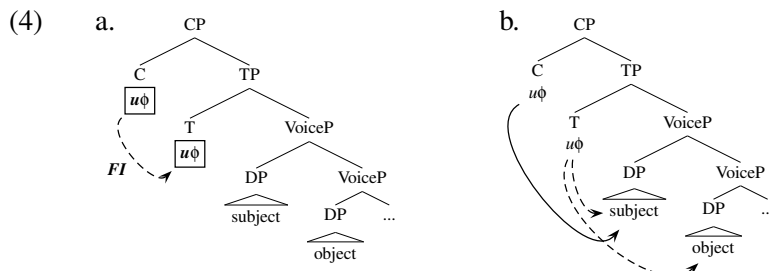 (4) a. CP b. CP
C TP C TP
uϕ uϕ
T VoiceP T VoiceP
uϕ uϕ
FI
DP VoiceP DP VoiceP
subject DP ... subject DP ...
object object